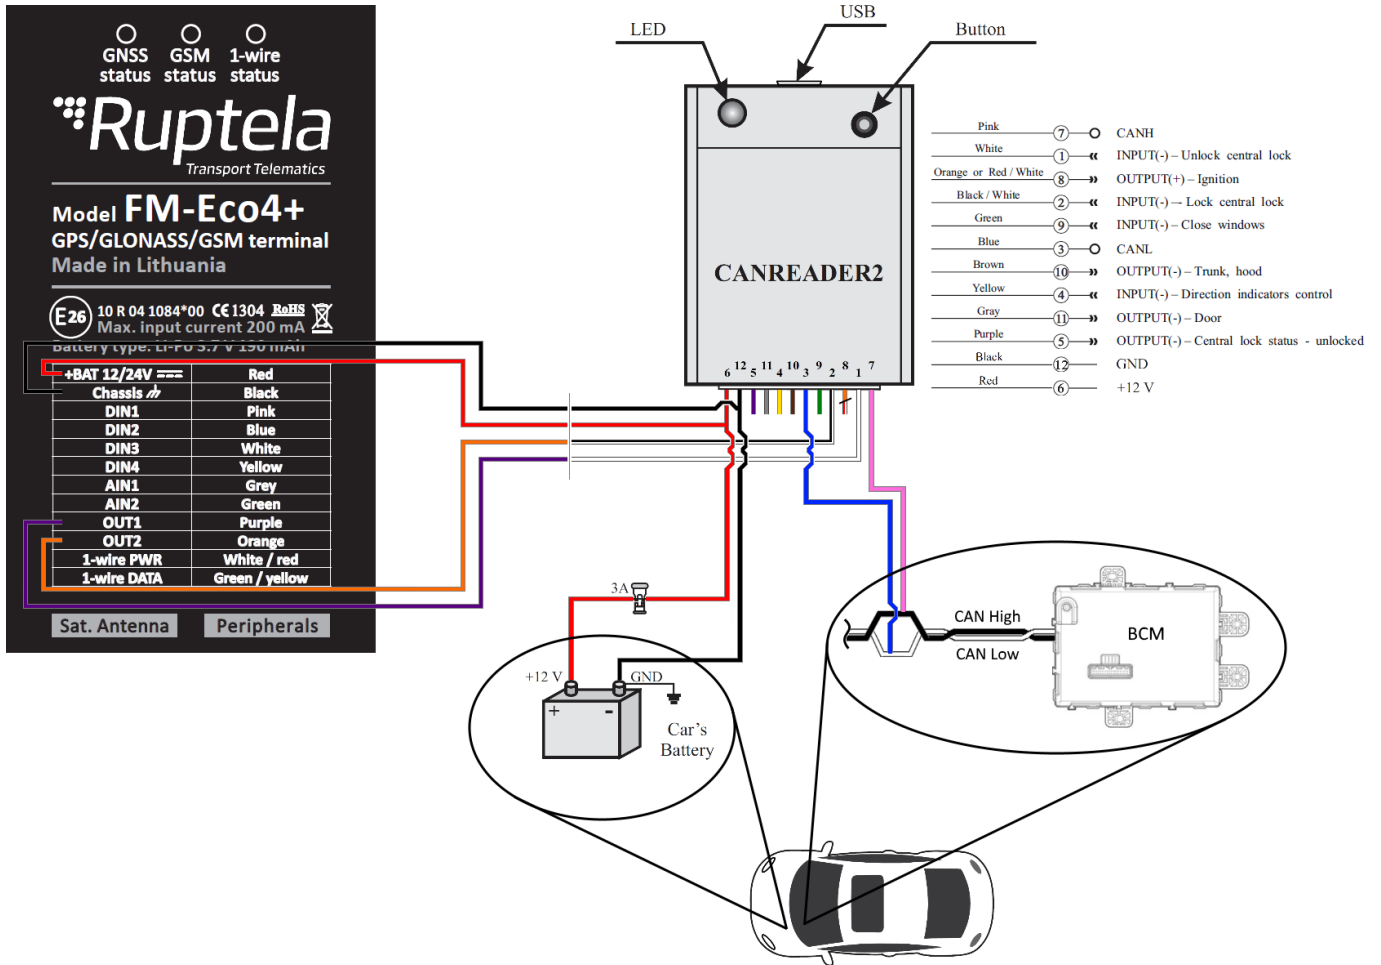 GNSS status
GSM status
1-wire status
Ruptela
Transport Telematics
Model FM-Eco4+
GPS/GLONASS/GSM terminal
Made in Lithuania
E26
10 R 04 1084*00 CE 1304 RoHS
Max. input current 200 mA
Battery type: Li-Po 3.7 V 190 mAh
+BAT 12/24V Red
Chassis Black
DIN1 Pink
DIN2 Blue
DIN3 White
DIN4 Yellow
AIN1 Grey
AIN2 Green
OUT1 Purple
OUT2 Orange
1-wire PWR White / red
1-wire DATA Green / yellow
Sat. Antenna Peripherals
LED
USB
Button
CANREADER2
6 12 5 11 4 10 3 9 2 8 1 7
Pink 7 CANH
White 1 INPUT(-) – Unlock central lock
Orange or Red / White 8 OUTPUT(+) – Ignition
Black / White 2 INPUT(-) – Lock central lock
Green 9 INPUT(-) – Close windows
Blue 3 CANL
Brown 10 OUTPUT(-) – Trunk, hood
Yellow 4 INPUT(-) – Direction indicators control
Gray 11 OUTPUT(-) – Door
Purple 5 OUTPUT(-) – Central lock status - unlocked
Black 12 GND
Red 6 +12 V
3A
+12 V
GND
+ -
Car's
Battery
CAN High
CAN Low
BCM